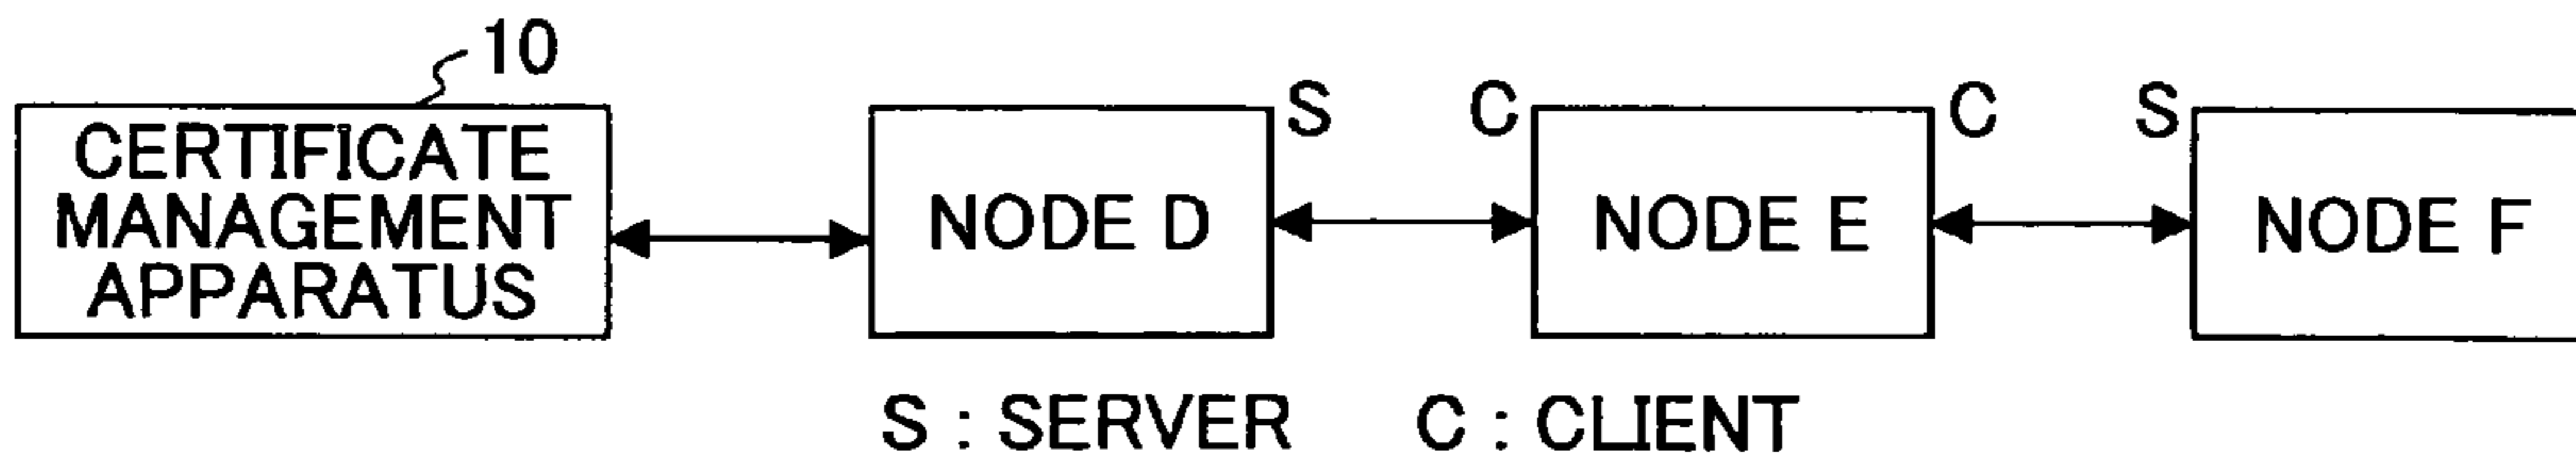 10
CERTIFICATE
MANAGEMENT
APPARATUS
NODE D
S
C
NODE E
C
S
NODE F
S : SERVER C : CLIENT